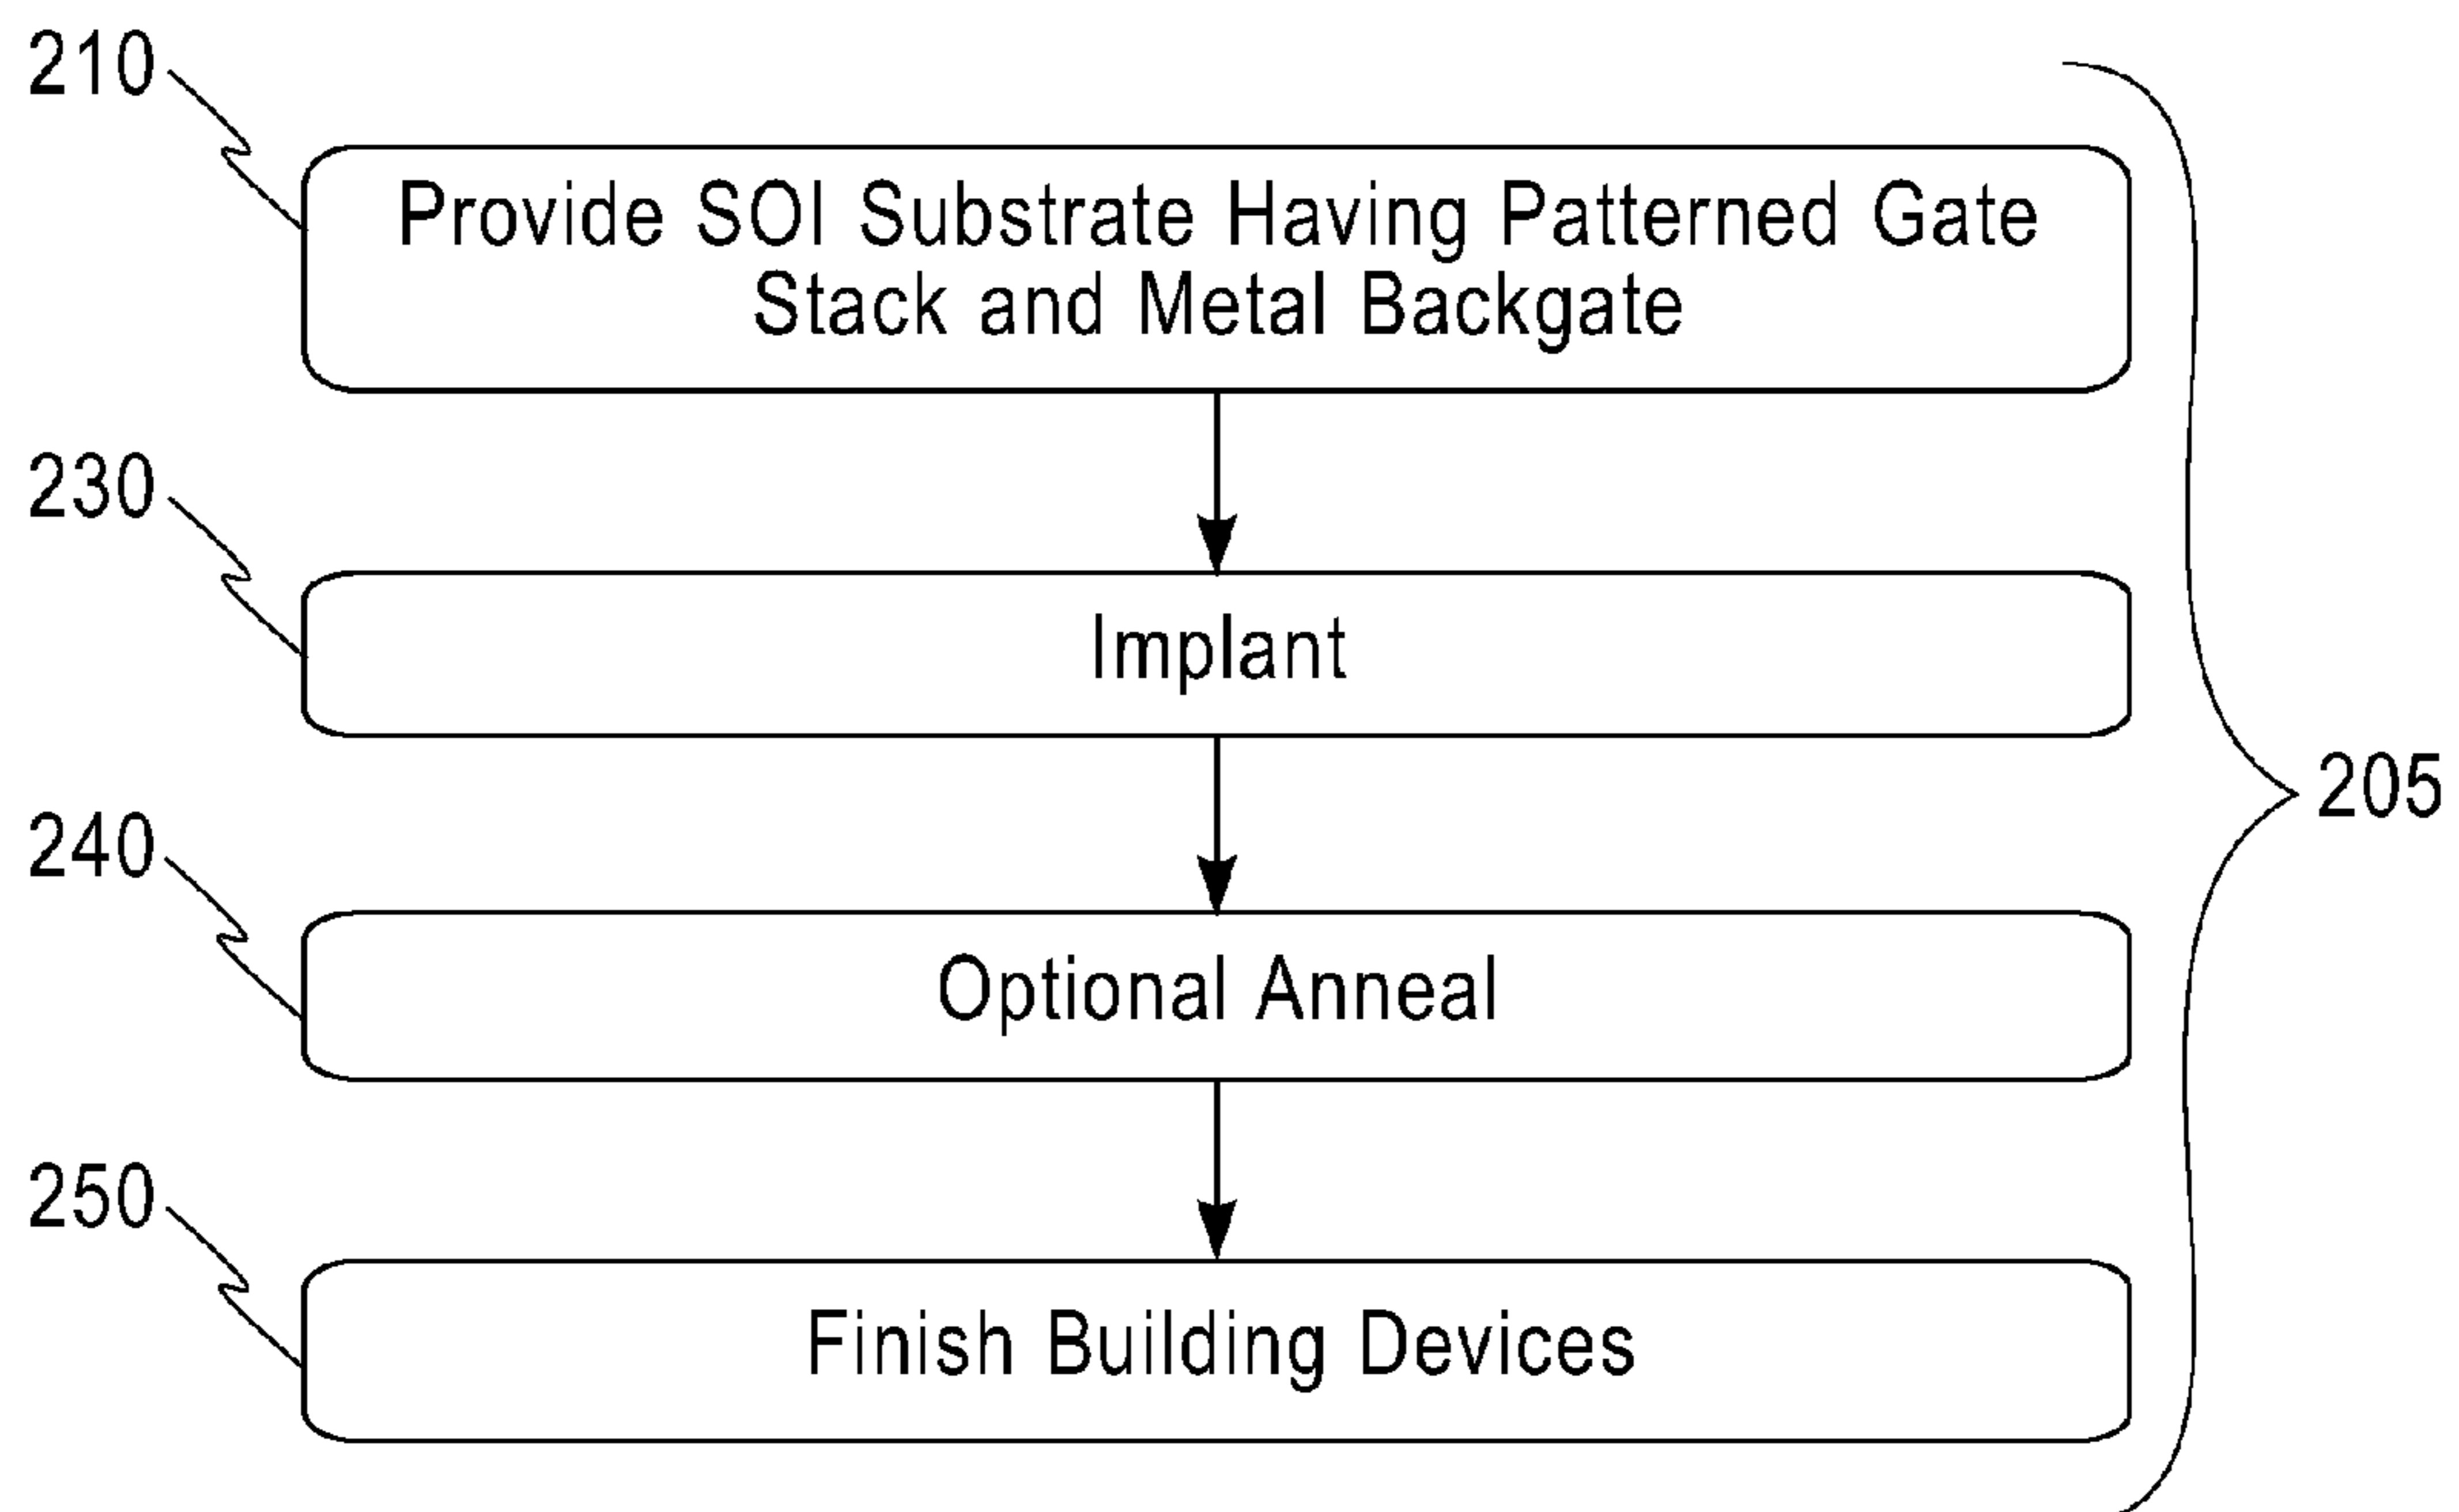 210
Provide SOI Substrate Having Patterned Gate
Stack and Metal Backgate
230
Implant
205
240
Optional Anneal
250
Finish Building Devices